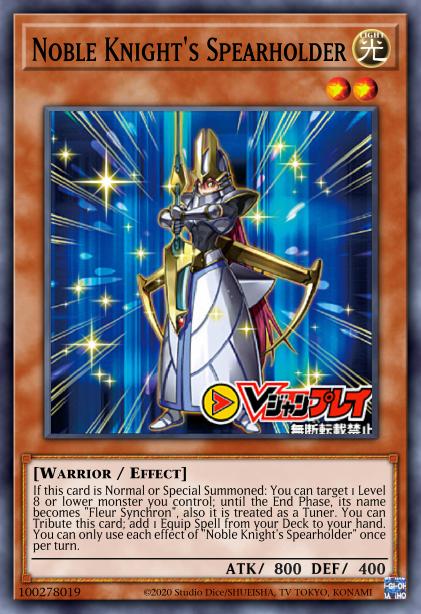 Noble Knight's Spearholder
LIGHT
光
Vジャンプレイ
無断転載禁止
[Warrior / Effect]
If this card is Normal or Special Summoned: You can target 1 Level
8 or lower monster you control; until the End Phase, its name
becomes "Fleur Synchron", also it is treated as a Tuner. You can
Tribute this card; add 1 Equip Spell from your Deck to your hand.
You can only use each effect of "Noble Knight's Spearholder" once
per turn.
ATK/ 800 DEF/ 400
100278019
©2020 Studio Dice/SHUEISHA, TV TOKYO, KONAMI